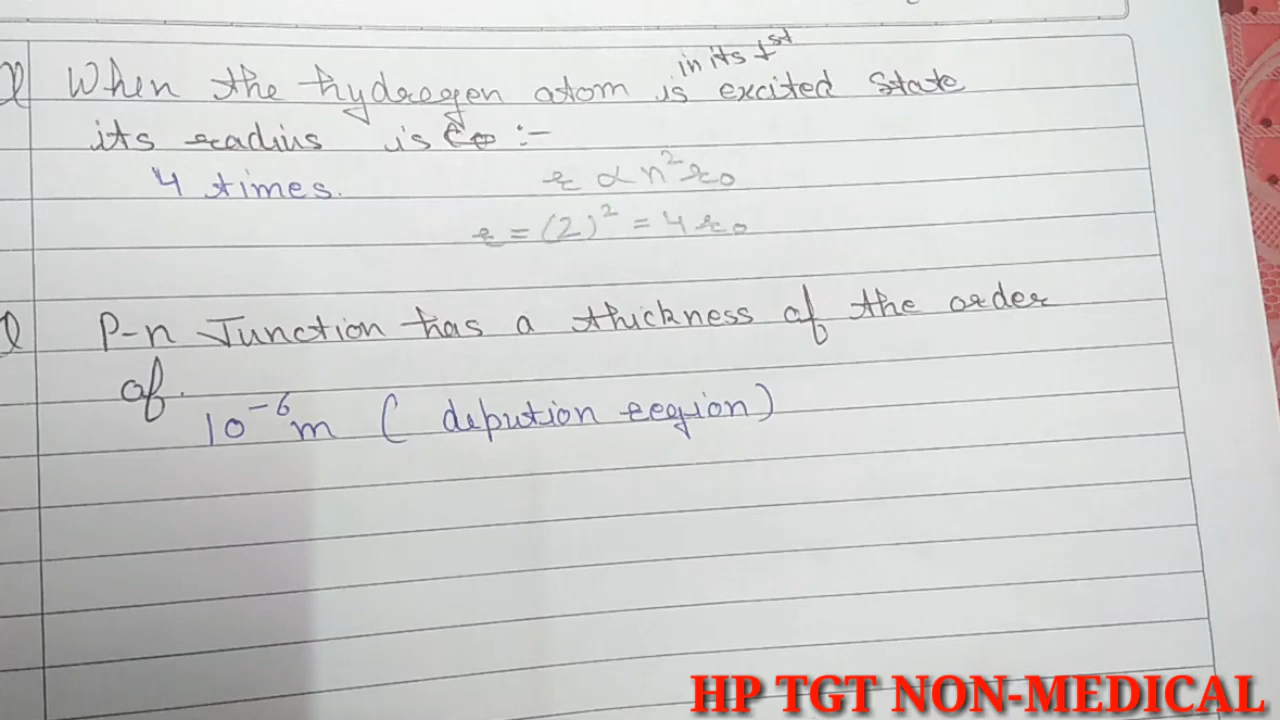 Q When the hydrogen atom is in its 1st excited state
its radius is :-
4 times. r ∝ n²r₀
r = (2)² = 4r₀
Q P-n Junction has a thickness of the order
of.
10⁻⁶ m ( depution region)
HP TGT NON-MEDICAL